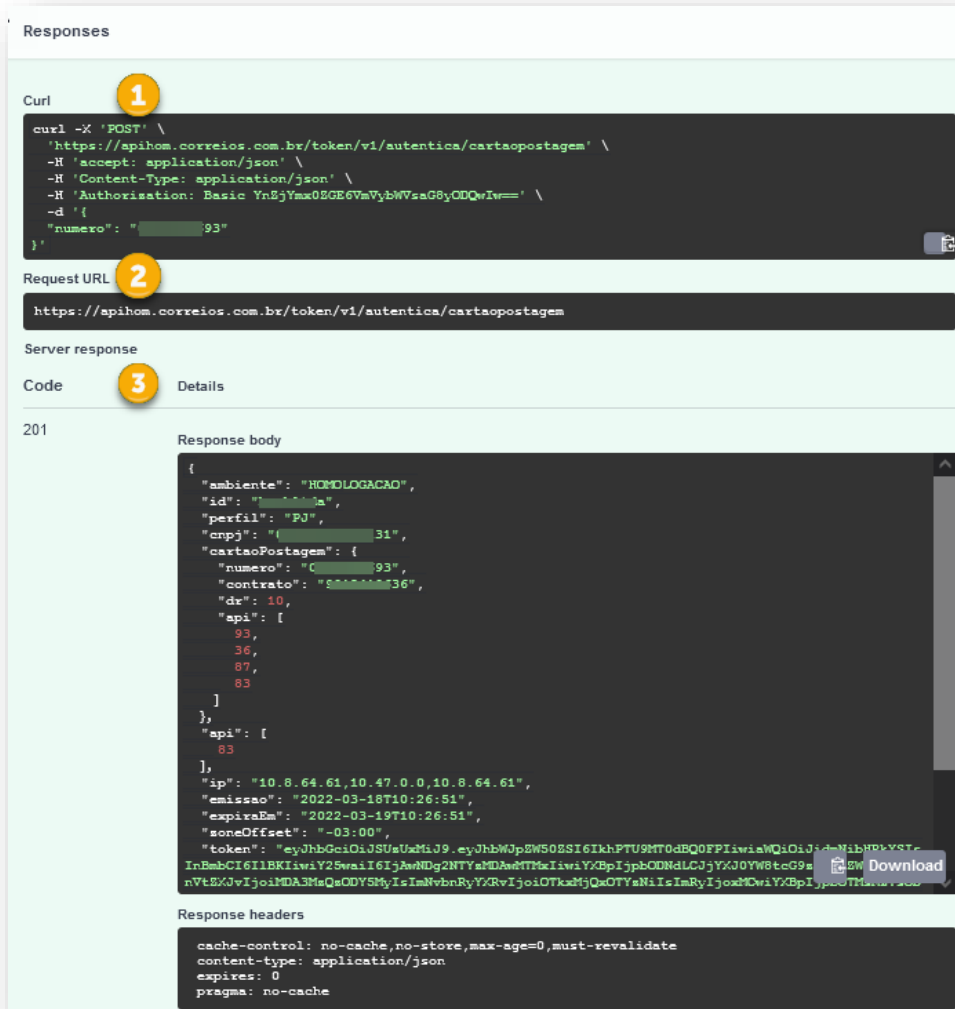 Responses
Curl
1
curl -X 'POST' \
'https://apihom.correios.com.br/token/v1/autentica/cartaopostagem' \
-H 'accept: application/json' \
-H 'Content-Type: application/json' \
-H 'Authorization: Basic YnZjYmx0ZGE6VmVybWVsaG8yODQwIw==' \
-d '{
"numero": " 93"
}'
Request URL
2
https://apihom.correios.com.br/token/v1/autentica/cartaopostagem
Server response
Code
3
Details
201
Response body
{
"ambiente": "HOMOLOGACAO",
"id": " a",
"perfil": "PJ",
"cnpj": " 31",
"cartaoPostagem": {
"numero": "0 93",
"contrato": "9 36",
"dr": 10,
"api": [
93,
36,
87,
83
]
},
"api": [
83
],
"ip": "10.8.64.61,10.47.0.0,10.8.64.61",
"emissao": "2022-03-18T10:26:51",
"expiraEm": "2022-03-19T10:26:51",
"zoneOffset": "-03:00",
"token":
Download
Response headers
cache-control: no-cache,no-store,max-age=0,must-revalidate
content-type: application/json
expires: 0
pragma: no-cache